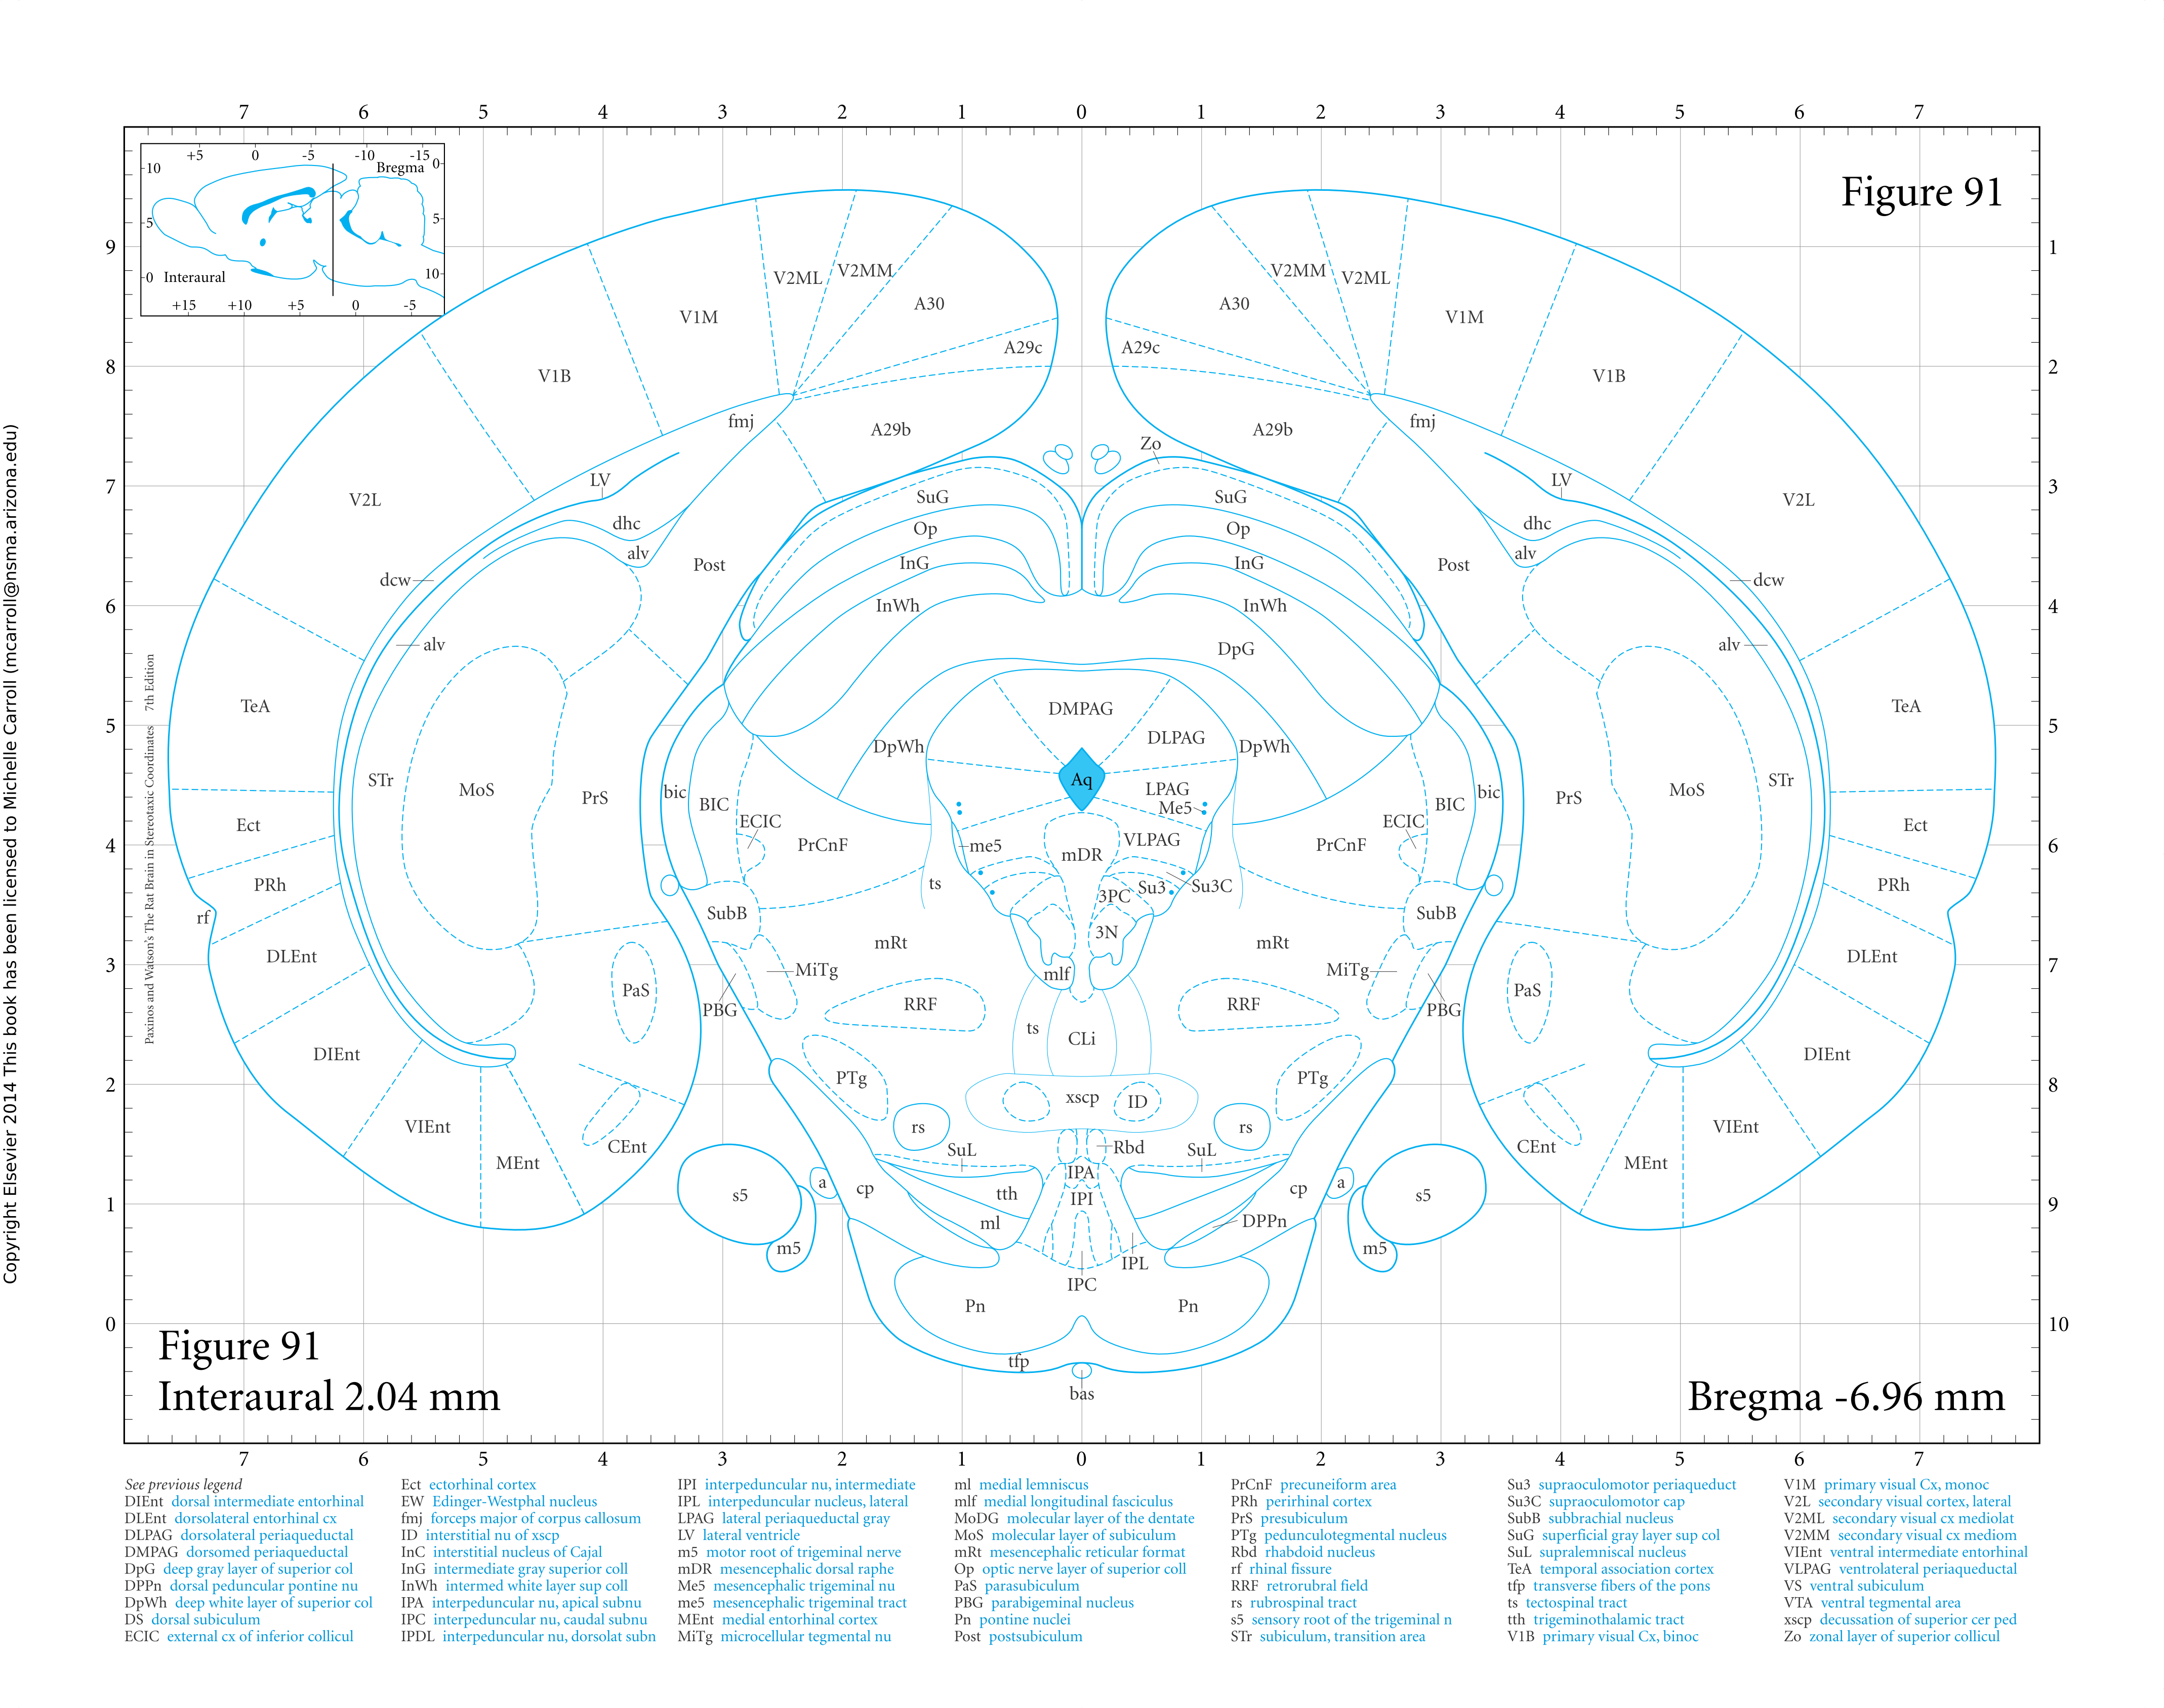 7 6 5 4 3 2 1 0 1 2 3 4 5 6 7
+5 0 -5 -10 -15
Bregma 0
10
5 5
0 Interaural 10
+15 +10 +5 0 -5
Figure 91
9 1
V2ML V2MM A30 A30 V2MM V2ML
V1M V1M
A29c A29c
8 2
V1B V1B
fmj A29b A29b fmj
Zo
LV LV
7 3
V2L SuG SuG V2L
dhc Op Op dhc
alv InG InG alv
Post Post
dcw dcw
6 InWh InWh 4
alv DpG alv
TeA DMPAG TeA
5 5
DpWh DLPAG DpWh
STr MoS Aq MoS STr
PrS bic BIC LPAG BIC bic PrS
Me5
ECIC ECIC
Ect Ect
4 PrCnF me5 mDR VLPAG PrCnF 6
PRh ts 3PC Su3 Su3C PRh
rf SubB SubB
3N
DLEnt mRt mRt DLEnt
3 MiTg mlf MiTg 7
PaS PBG RRF RRF PBG PaS
ts CLi
DIEnt DIEnt
2 PTg PTg 8
xscp ID
VIEnt rs rs VIEnt
CEnt SuL Rbd SuL CEnt
MEnt IPA MEnt
s5 a cp tth IPI cp a s5
1 9
ml DPPn
m5 IPL m5
IPC
Pn Pn
0 10
Figure 91
tfp
bas
Interaural 2.04 mm
Bregma -6.96 mm
7 6 5 4 3 2 1 0 1 2 3 4 5 6 7
Paxinos and Watson's The Rat Brain in Stereotaxic Coordinates 7th Edition
Copyright Elsevier 2014 This book has been licensed to Michelle Carroll (mcarroll@nsma.arizona.edu)
See previous legend
DIEnt dorsal intermediate entorhinal
DLEnt dorsolateral entorhinal cx
DLPAG dorsolateral periaqueductal
DMPAG dorsomed periaqueductal
DpG deep gray layer of superior col
DPPn dorsal peduncular pontine nu
DpWh deep white layer of superior col
DS dorsal subiculum
ECIC external cx of inferior collicul
Ect ectorhinal cortex
EW Edinger-Westphal nucleus
fmj forceps major of corpus callosum
ID interstitial nu of xscp
InC interstitial nucleus of Cajal
InG intermediate gray superior coll
InWh intermed white layer sup coll
IPA interpeduncular nu, apical subnu
IPC interpeduncular nu, caudal subnu
IPDL interpeduncular nu, dorsolat subn
IPI interpeduncular nu, intermediate
IPL interpeduncular nucleus, lateral
LPAG lateral periaqueductal gray
LV lateral ventricle
m5 motor root of trigeminal nerve
mDR mesencephalic dorsal raphe
Me5 mesencephalic trigeminal nu
me5 mesencephalic trigeminal tract
MEnt medial entorhinal cortex
MiTg microcellular tegmental nu
ml medial lemniscus
mlf medial longitudinal fasciculus
MoDG molecular layer of the dentate
MoS molecular layer of subiculum
mRt mesencephalic reticular format
Op optic nerve layer of superior coll
PaS parasubiculum
PBG parabigeminal nucleus
Pn pontine nuclei
Post postsubiculum
PrCnF precuneiform area
PRh perirhinal cortex
PrS presubiculum
PTg pedunculotegmental nucleus
Rbd rhabdoid nucleus
rf rhinal fissure
RRF retrorubral field
rs rubrospinal tract
s5 sensory root of the trigeminal n
STr subiculum, transition area
Su3 supraoculomotor periaqueduct
Su3C supraoculomotor cap
SubB subbrachial nucleus
SuG superficial gray layer sup col
SuL supralemniscal nucleus
TeA temporal association cortex
tfp transverse fibers of the pons
ts tectospinal tract
tth trigeminothalamic tract
V1B primary visual Cx, binoc
V1M primary visual Cx, monoc
V2L secondary visual cortex, lateral
V2ML secondary visual cx mediolat
V2MM secondary visual cx mediom
VIEnt ventral intermediate entorhinal
VLPAG ventrolateral periaqueductal
VS ventral subiculum
VTA ventral tegmental area
xscp decussation of superior cer ped
Zo zonal layer of superior collicul